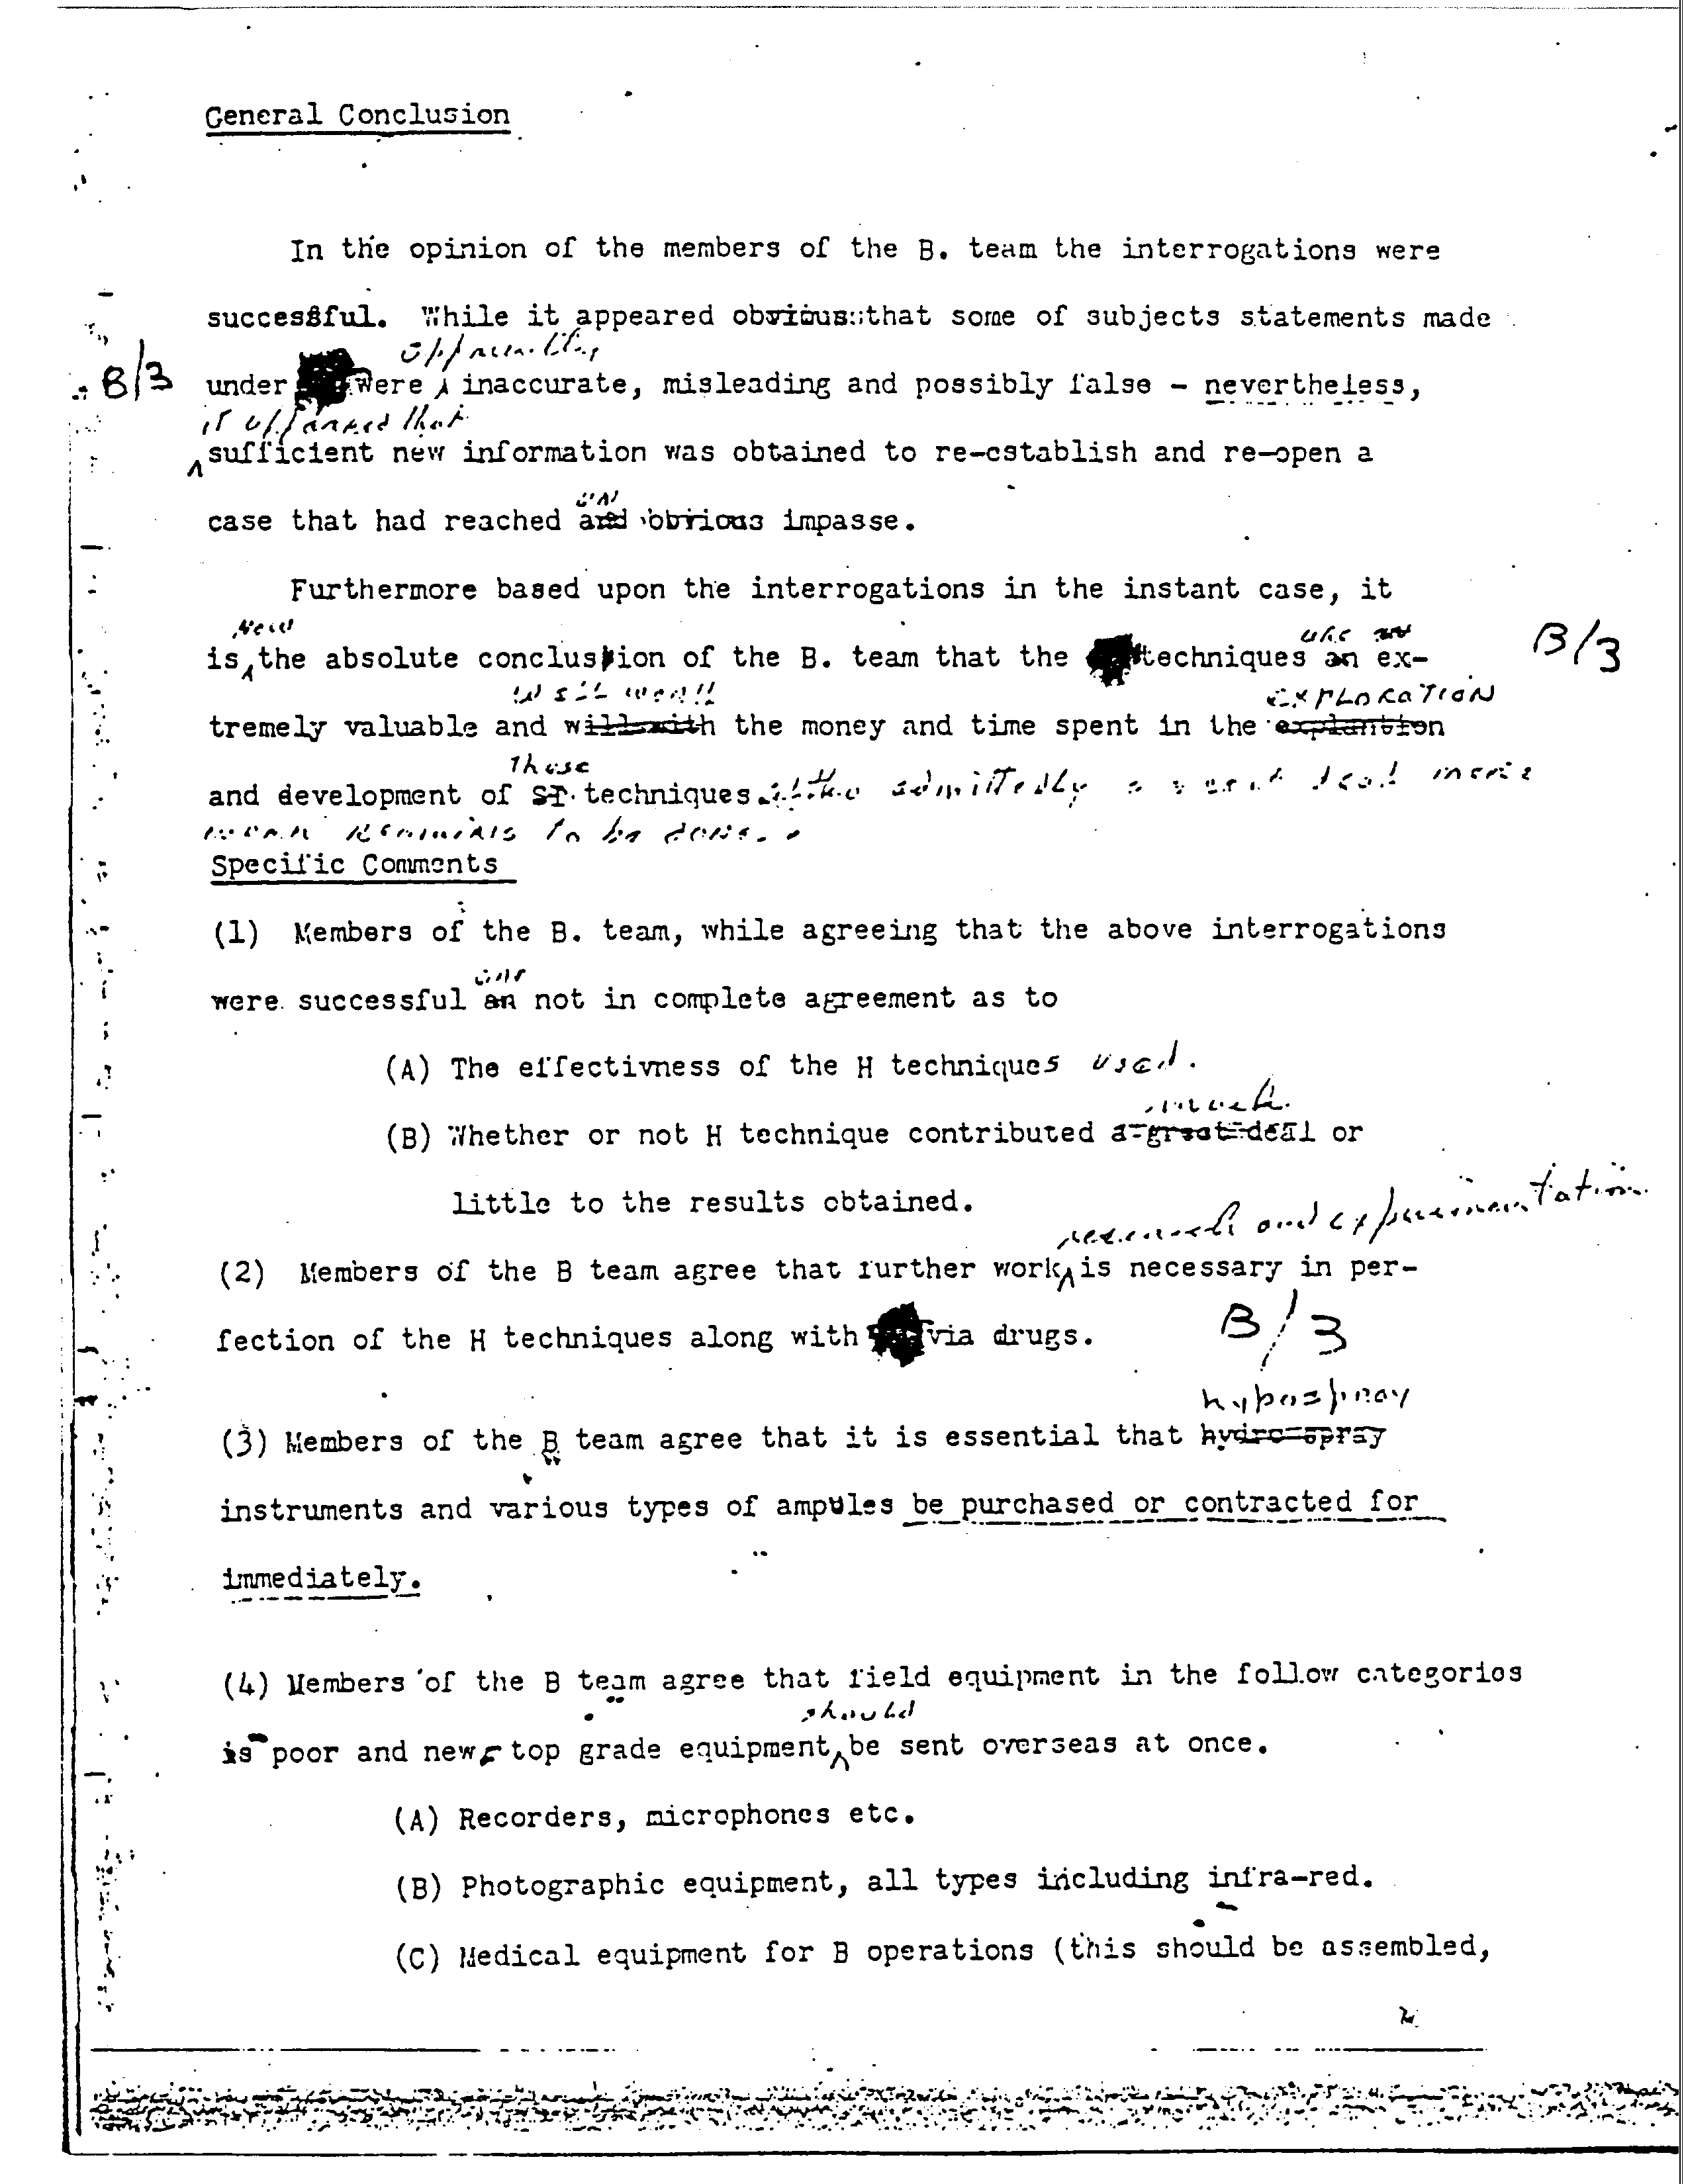 General Conclusion
In the opinion of the members of the B. team the interrogations were
successful. While it appeared obvious that some of subjects statements made
B/3
under were inaccurate, misleading and possibly false - nevertheless,
it appeared that
sufficient new information was obtained to re-establish and re-open a
an
case that had reached and obvious impasse.
Furthermore based upon the interrogations in the instant case, it
is the absolute conclusion of the B. team that the techniques an ex-
are an
B/3
well worth
EXPLORATION
tremely valuable and will with the money and time spent in the explantion
these
and development of SI techniques altho admittedly a great deal more
work remains to be done.
Specific Comments
(1) Members of the B. team, while agreeing that the above interrogations
are
were successful an not in complete agreement as to
(A) The effectivness of the H techniques used.
much
(B) Whether or not H technique contributed a great deal or
little to the results obtained.
research and experimentation
(2) Members of the B team agree that further work is necessary in per-
fection of the H techniques along with via drugs.
B/3
hypospray
(3) Members of the B team agree that it is essential that hydro-spray
instruments and various types of ampules be purchased or contracted for
immediately.
(4) Members of the B team agree that field equipment in the follow categories
should
is poor and new top grade equipment be sent overseas at once.
(A) Recorders, microphones etc.
(B) Photographic equipment, all types including infra-red.
(C) Medical equipment for B operations (this should be assembled,